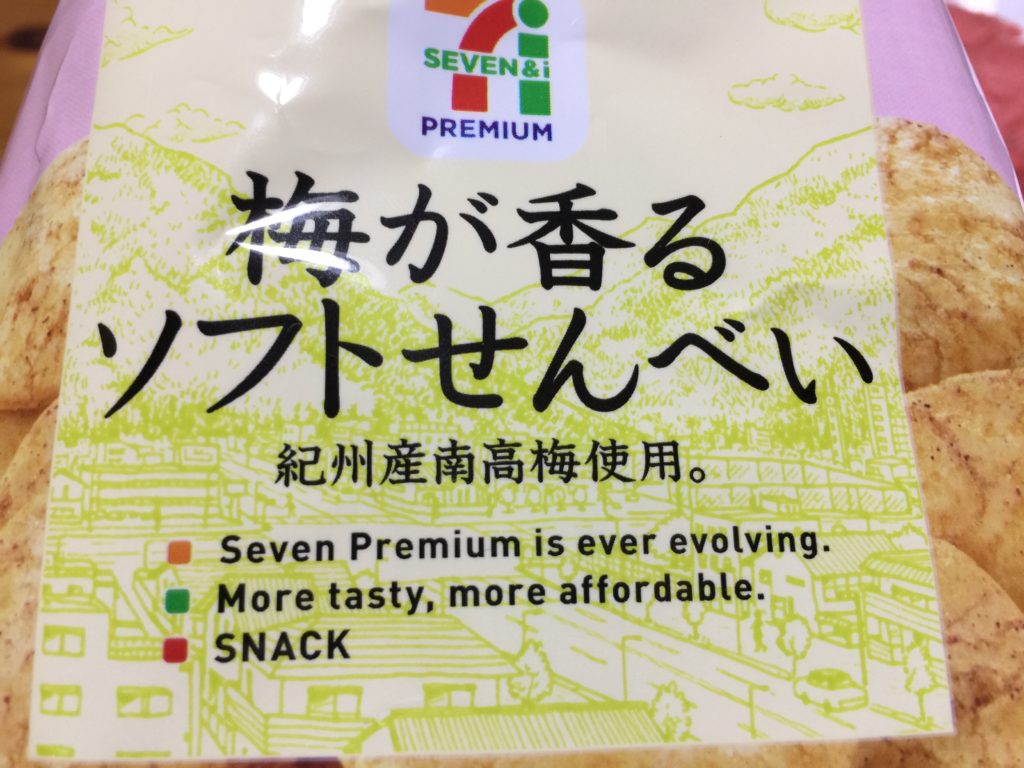 SEVEN&i
PREMIUM
梅が香る
ソフトせんべい
紀州産南高梅使用。
Seven Premium is ever evolving.
More tasty, more affordable.
SNACK